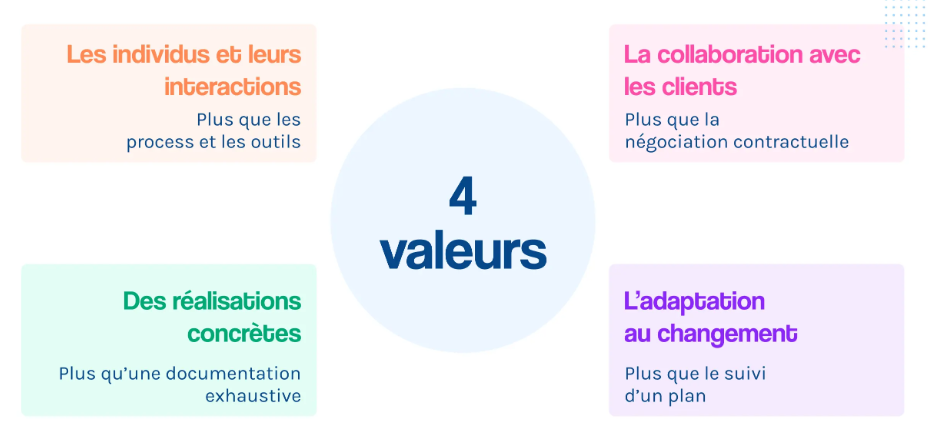 Les individus et leurs
interactions
Plus que les
process et les outils
La collaboration avec
les clients
Plus que la
négociation contractuelle
4
valeurs
Des réalisations
concrètes
Plus qu'une documentation
exhaustive
L'adaptation
au changement
Plus que le suivi
d'un plan